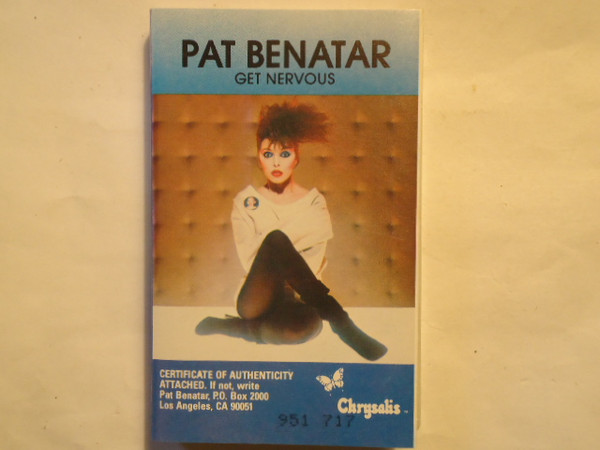 PAT BENATAR
GET NERVOUS
CERTIFICATE OF AUTHENTICITY
ATTACHED. If not, write
Pat Benatar, P.O. Box 2000
Los Angeles, CA 90051
Chrysalis
951 717